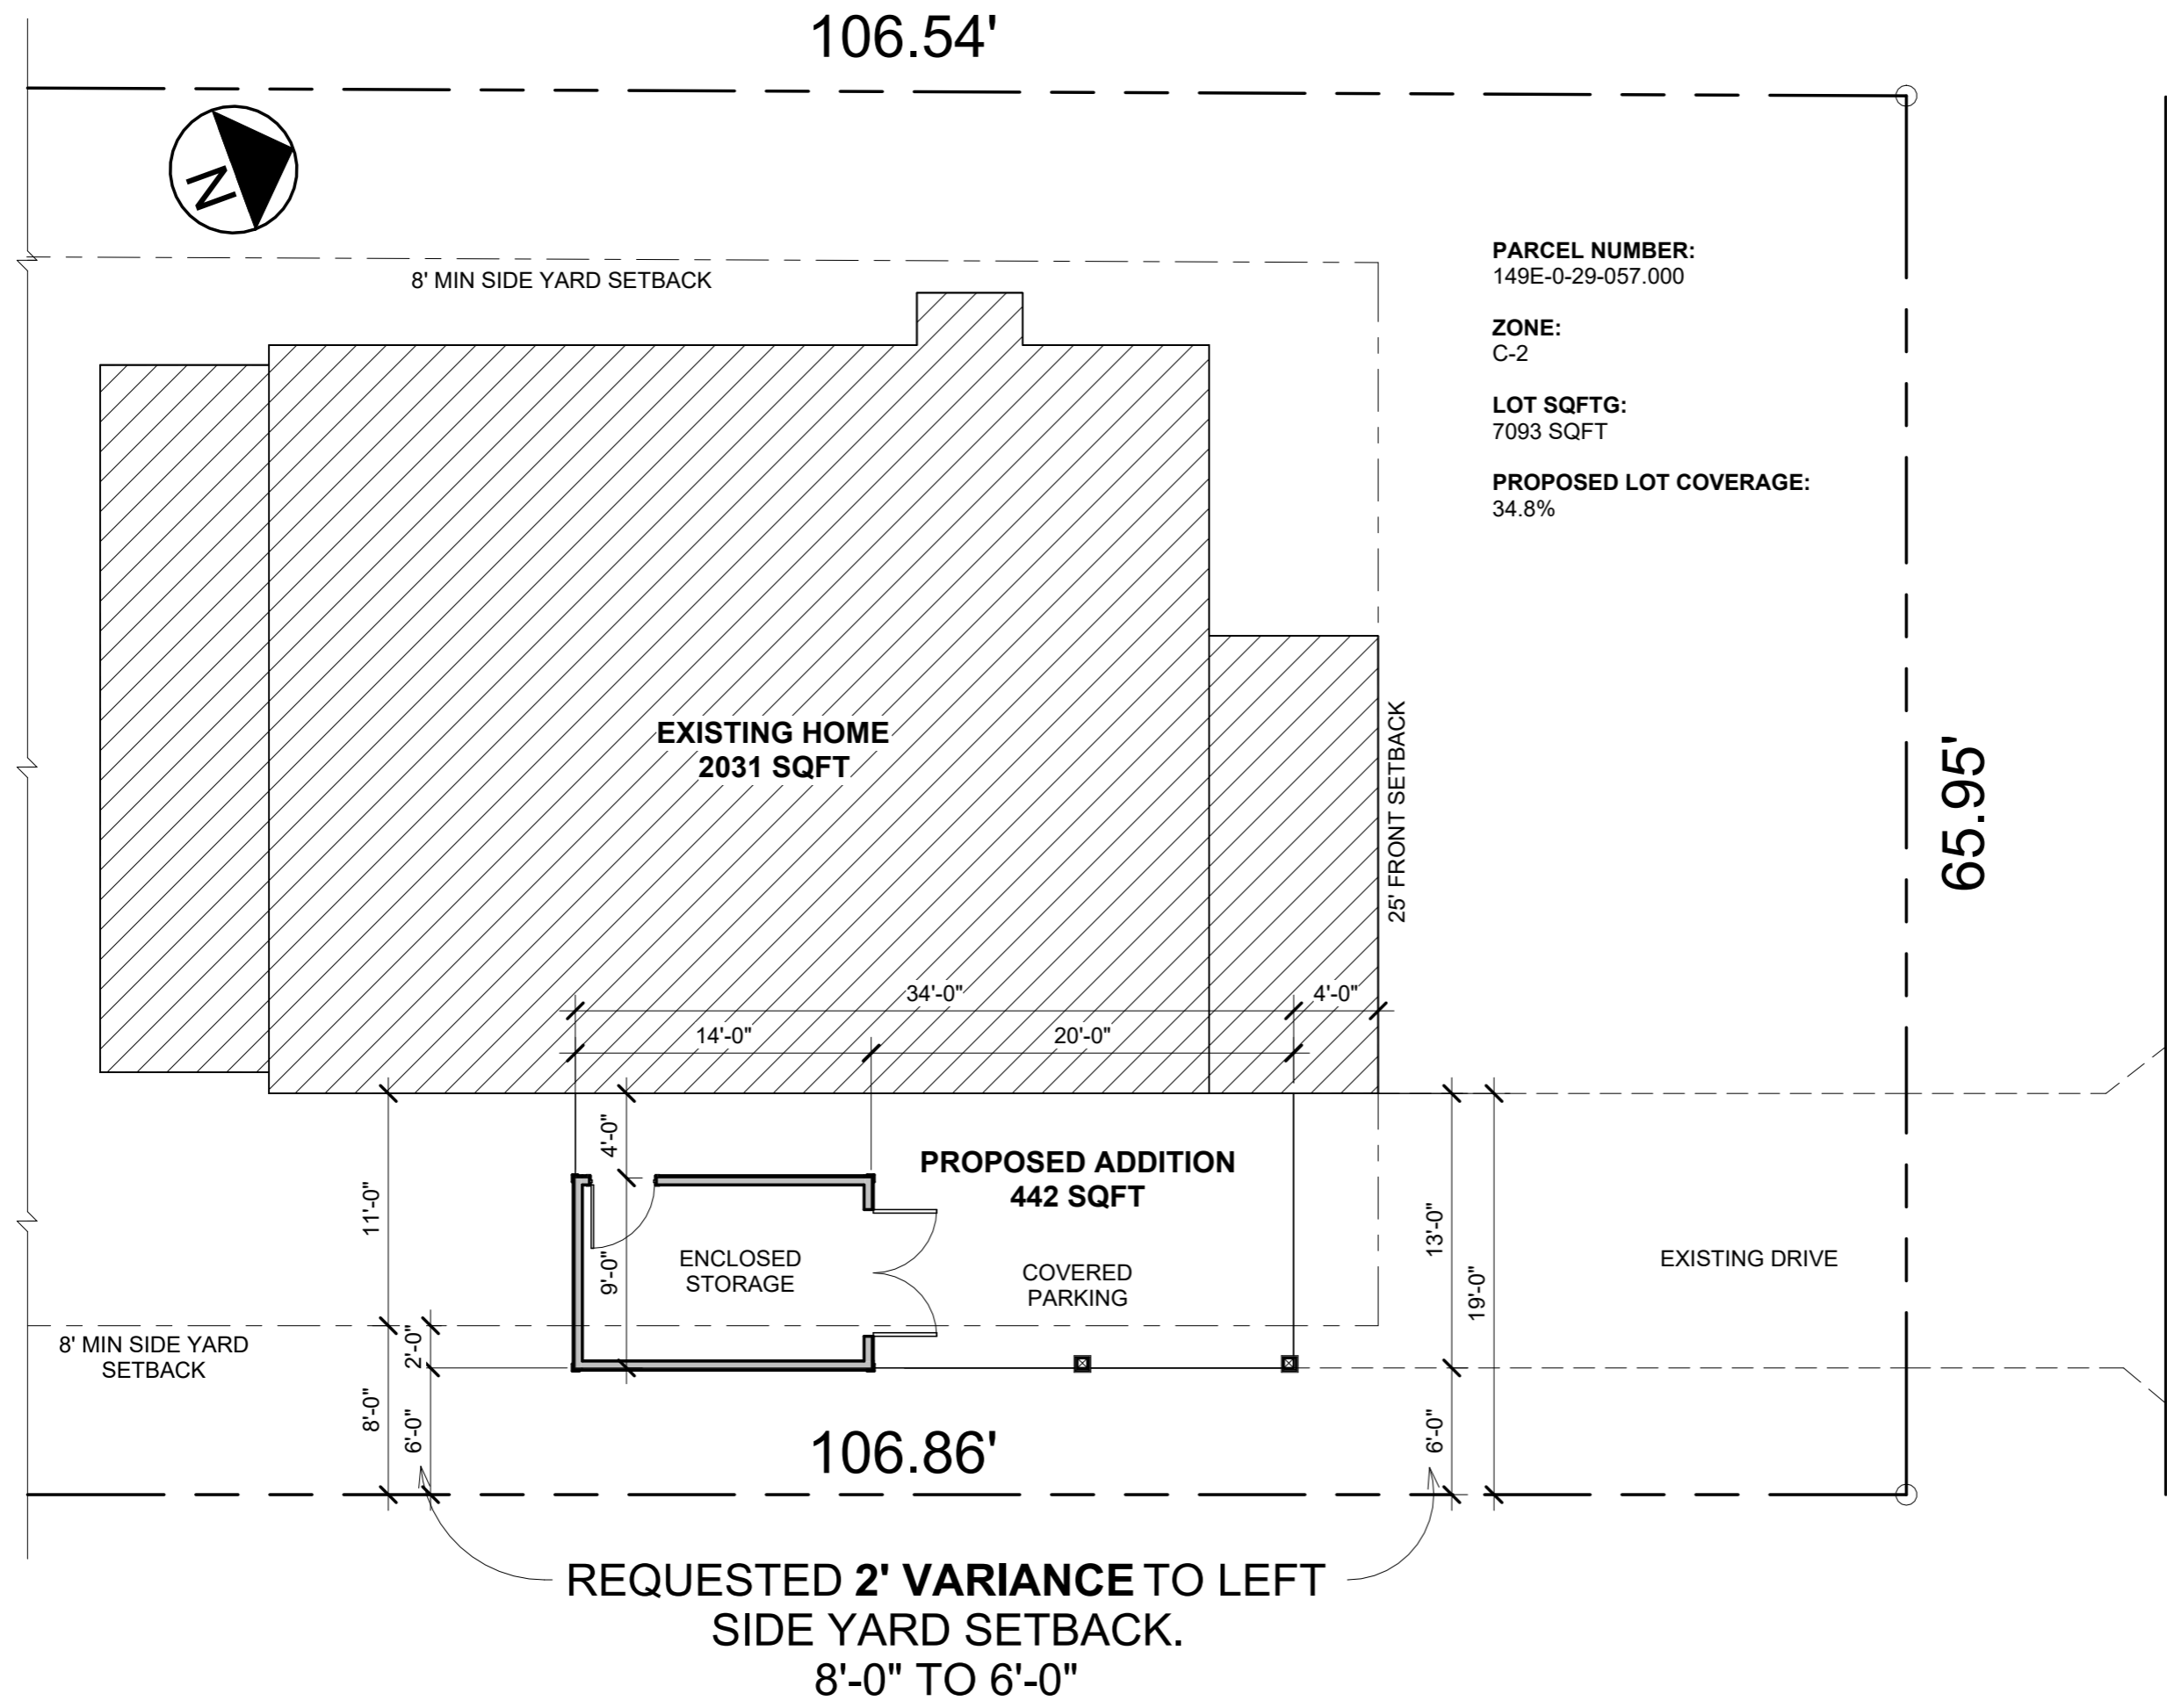 106.54'
N
8' MIN SIDE YARD SETBACK
PARCEL NUMBER:
149E-0-29-057.000
ZONE:
C-2
LOT SQFTG:
7093 SQFT
PROPOSED LOT COVERAGE:
34.8%
EXISTING HOME
2031 SQFT
25' FRONT SETBACK
65.95'
34'-0"
4'-0"
14'-0"
20'-0"
4'-0"
PROPOSED ADDITION
442 SQFT
11'-0"
9'-0"
ENCLOSED
STORAGE
COVERED
PARKING
13'-0"
19'-0"
EXISTING DRIVE
8' MIN SIDE YARD
SETBACK
2'-0"
8'-0"
6'-0"
6'-0"
106.86'
REQUESTED 2' VARIANCE TO LEFT
SIDE YARD SETBACK.
8'-0" TO 6'-0"